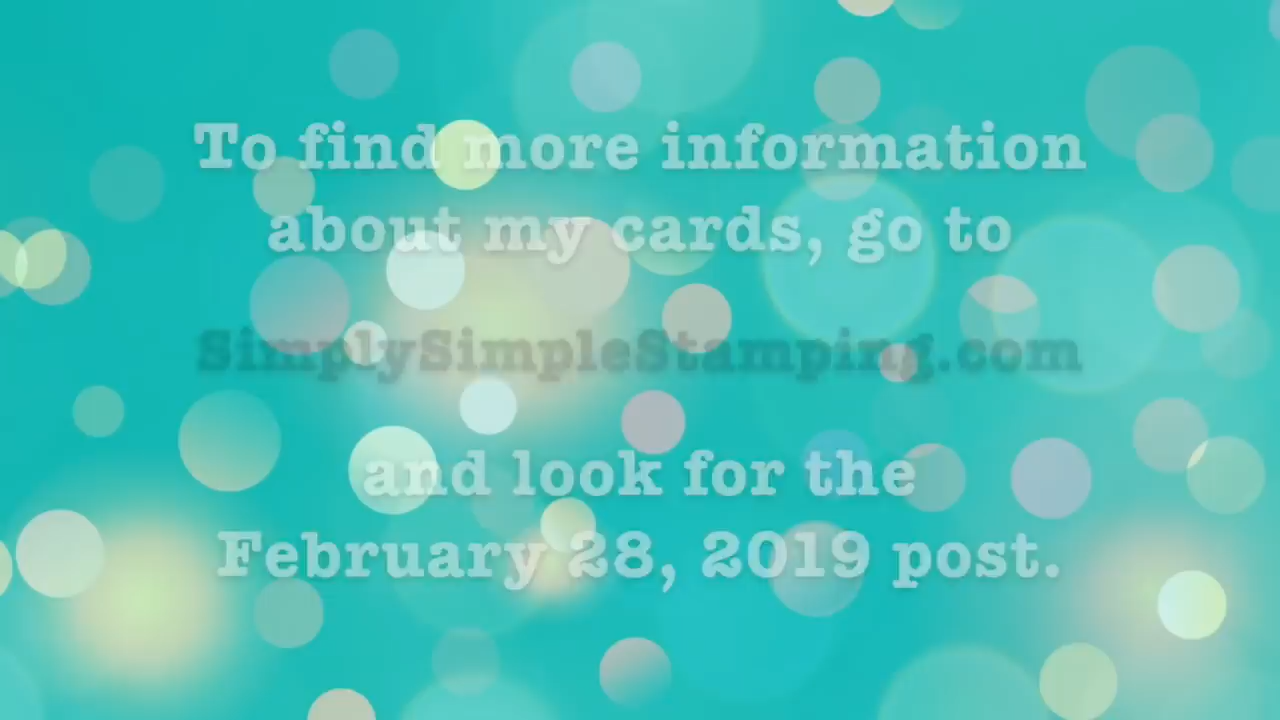 To find more information
about my cards, go to
SimplySimpleStamping.com
and look for the
February 28, 2019 post.